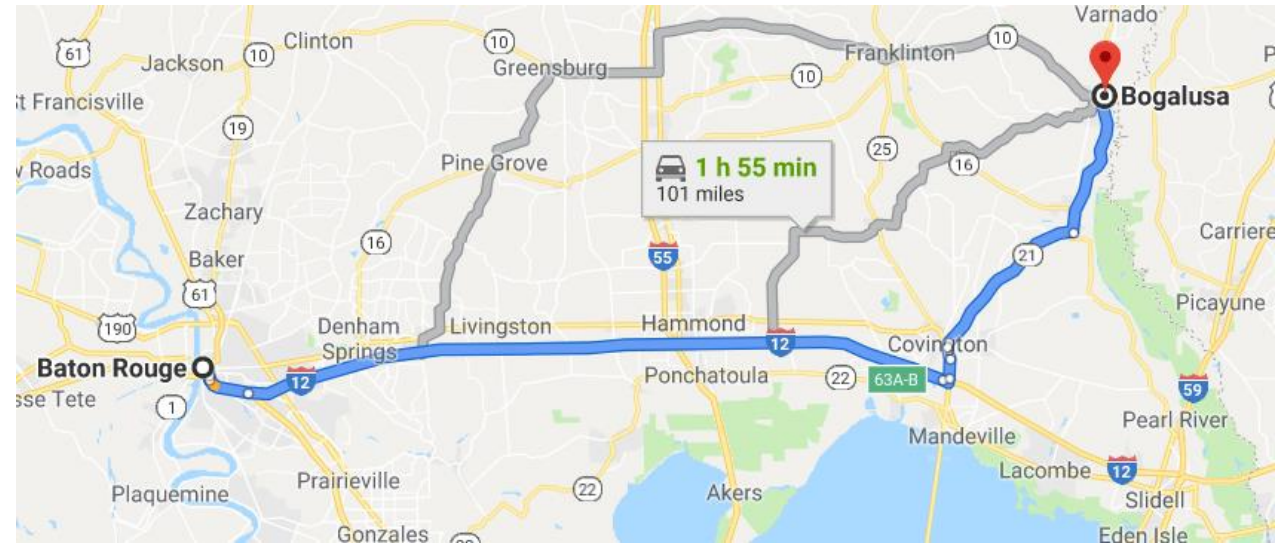 Varnado
61
Clinton
10
10
Franklinton
10
Jackson
10
Greensburg
10
P
t Francisville
Bogalusa
19
25
Pine Grove
16
1 h 55 min
101 miles
v Roads
Zachary
16
Carriere
Baker
55
21
61
Picayune
190
Denham
Springs
Livingston
Hammond
12
Covington
Baton Rouge
12
Ponchatoula
22
63A-B
59
sse Tete
1
Pearl River
Mandeville
Prairieville
Lacombe
12
Plaquemine
22
Akers
Slidell
Gonzales
Eden Isle